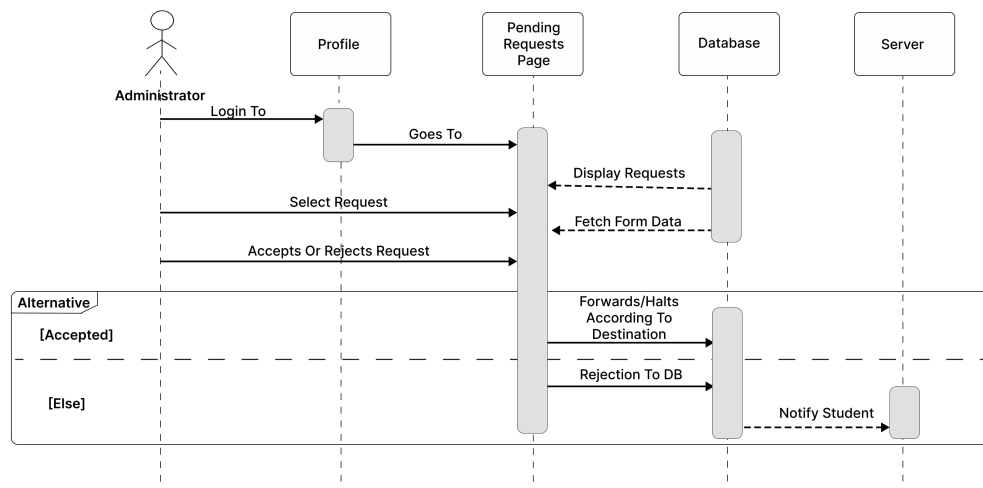 Profile
Pending
Requests
Page
Database
Server
Administrator
Login To
Goes To
Display Requests
Select Request
Fetch Form Data
Accepts Or Rejects Request
Alternative
[Accepted]
Forwards/Halts
According To
Destination
[Else]
Rejection To DB
Notify Student